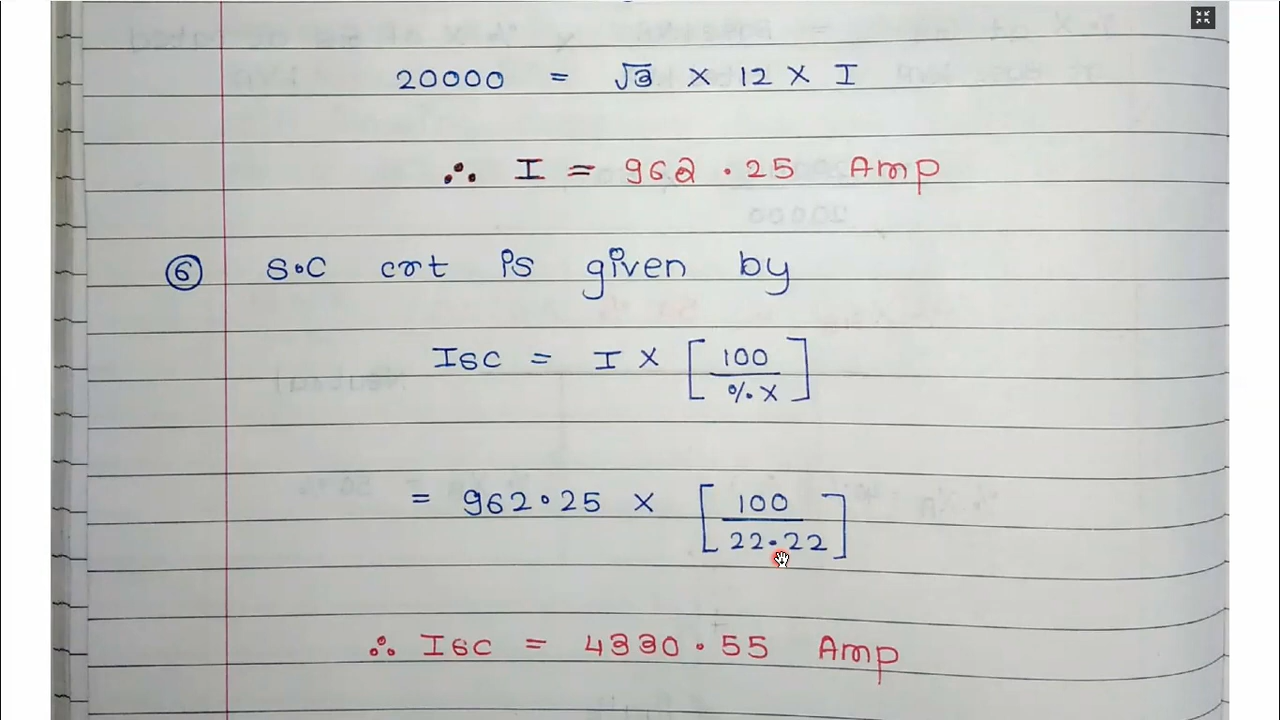 20000 = √3 × 12 × I
∴ I = 962.25 Amp
⑥ S.C crt is given by
Isc = I × [100 / %X]
= 962.25 × [100 / 22.22]
∴ Isc = 4330.55 Amp